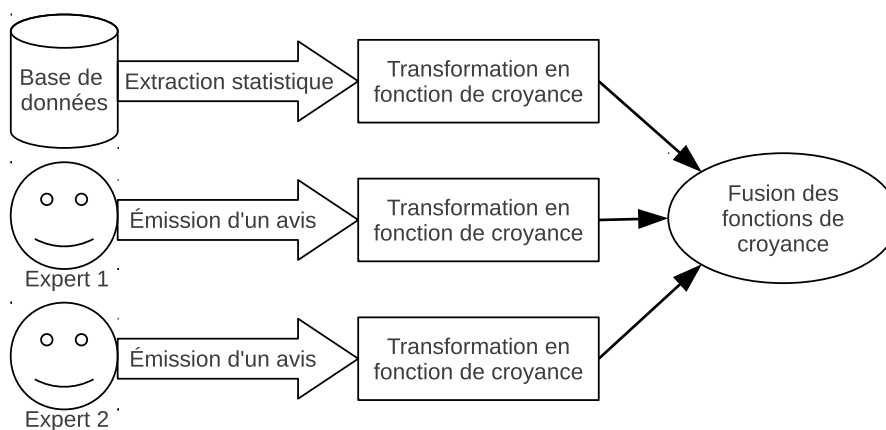 Base de
données
Extraction statistique
Transformation en
fonction de croyance
Émission d'un avis
Transformation en
fonction de croyance
Expert 1
Fusion des
fonctions de
croyance
Émission d'un avis
Transformation en
fonction de croyance
Expert 2